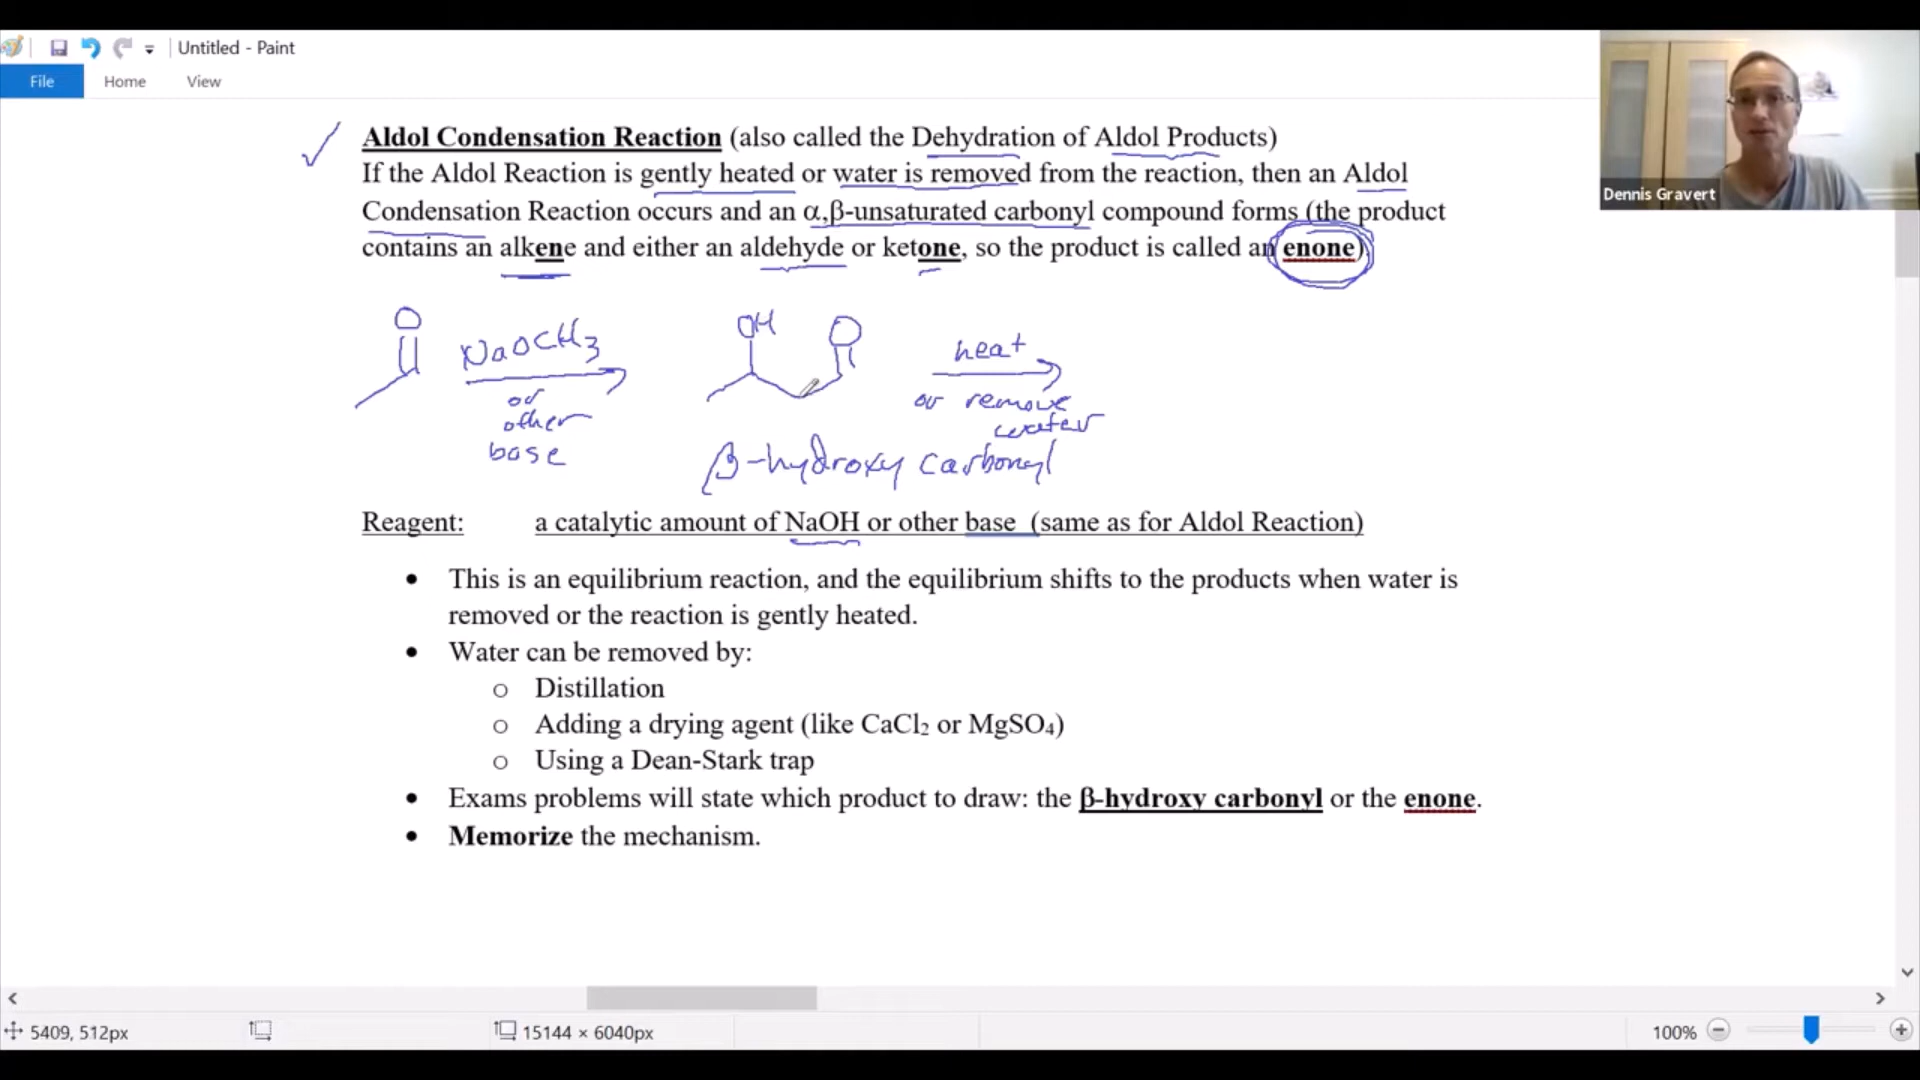 Untitled - Paint
File Home View
Dennis Gravert
Aldol Condensation Reaction (also called the Dehydration of Aldol Products)
If the Aldol Reaction is gently heated or water is removed from the reaction, then an Aldol
Condensation Reaction occurs and an α,β-unsaturated carbonyl compound forms (the product
contains an alkene and either an aldehyde or ketone, so the product is called an enone)
O
NaOCH3
or
other
base
OH
O
heat
or remove
water
β-hydroxy carbonyl
Reagent: a catalytic amount of NaOH or other base (same as for Aldol Reaction)
• This is an equilibrium reaction, and the equilibrium shifts to the products when water is
removed or the reaction is gently heated.
• Water can be removed by:
o Distillation
o Adding a drying agent (like CaCl₂ or MgSO₄)
o Using a Dean-Stark trap
• Exams problems will state which product to draw: the β-hydroxy carbonyl or the enone.
• Memorize the mechanism.
5409, 512px
15144 × 6040px
100%